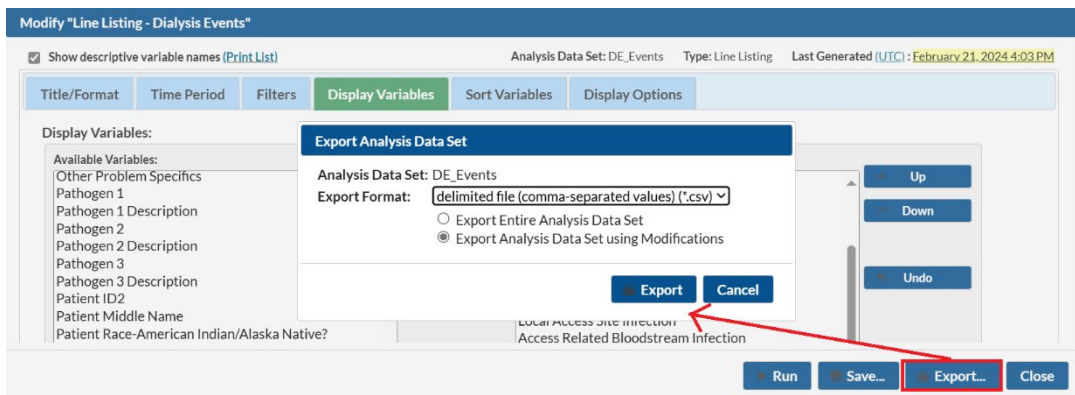 Modify "Line Listing - Dialysis Events"
Show descriptive variable names (Print List) Analysis Data Set: DE_Events Type: Line Listing Last Generated (UTC) : February 21, 2024 4:03 PM
Title/Format Time Period Filters Display Variables Sort Variables Display Options
Display Variables:
Available Variables:
Other Problem Specifics
Pathogen 1
Pathogen 1 Description
Pathogen 2
Pathogen 2 Description
Pathogen 3
Pathogen 3 Description
Patient ID2
Patient Middle Name
Patient Race-American Indian/Alaska Native?
Export Analysis Data Set
Analysis Data Set: DE_Events
Export Format: delimited file (comma-separated values) (*.csv)
Export Entire Analysis Data Set
Export Analysis Data Set using Modifications
Export Cancel
Local Access Site Infection
Access Related Bloodstream Infection
Up
Down
Undo
Run Save... Export... Close